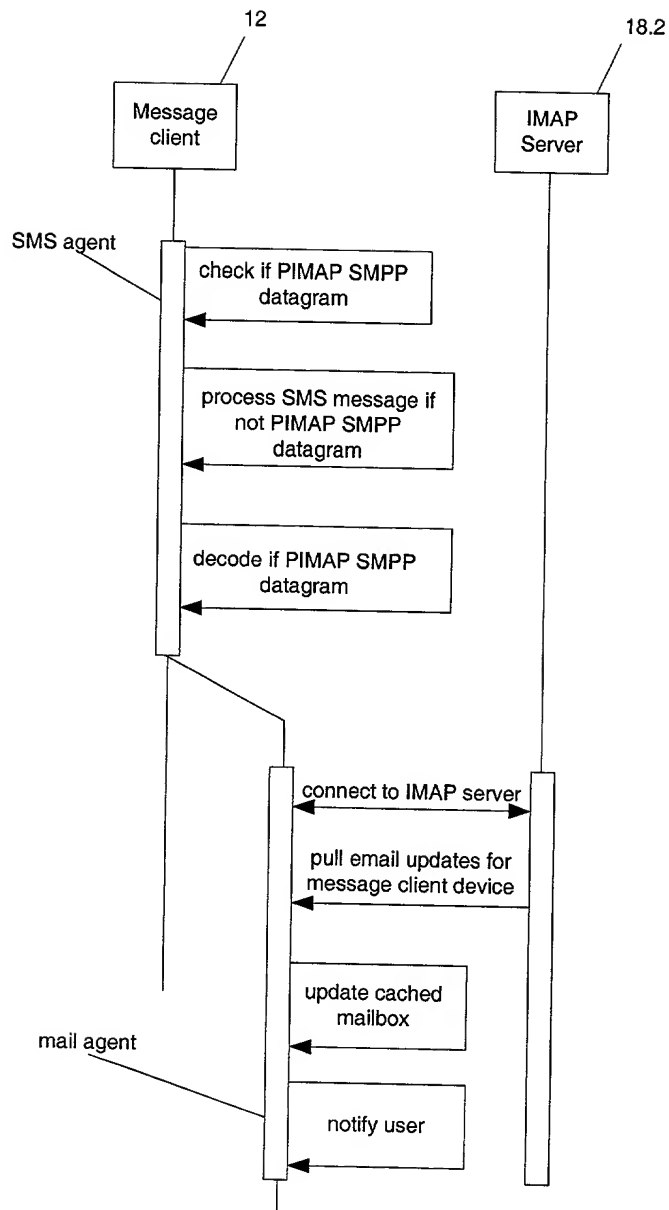 12
18.2
Message
client
IMAP
Server
SMS agent
check if PIMAP SMPP
datagram
process SMS message if
not PIMAP SMPP
datagram
decode if PIMAP SMPP
datagram
connect to IMAP server
pull email updates for
message client device
update cached
mailbox
mail agent
notify user